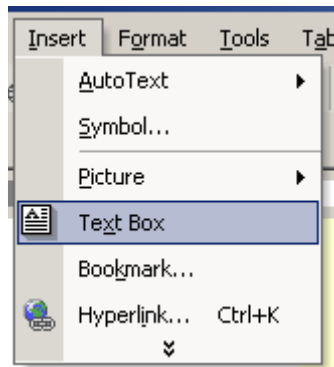 Insert Format Tools Tab
AutoText
Symbol...
Picture
Text Box
Bookmark...
Hyperlink... Ctrl+K